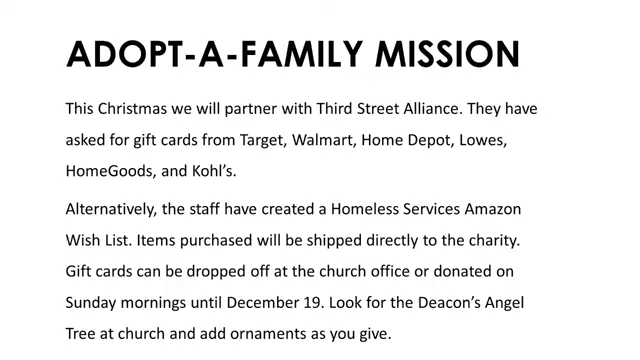 ADOPT-A-FAMILY MISSION
This Christmas we will partner with Third Street Alliance. They have
asked for gift cards from Target, Walmart, Home Depot, Lowes,
HomeGoods, and Kohl’s.
Alternatively, the staff have created a Homeless Services Amazon
Wish List. Items purchased will be shipped directly to the charity.
Gift cards can be dropped off at the church office or donated on
Sunday mornings until December 19. Look for the Deacon’s Angel
Tree at church and add ornaments as you give.